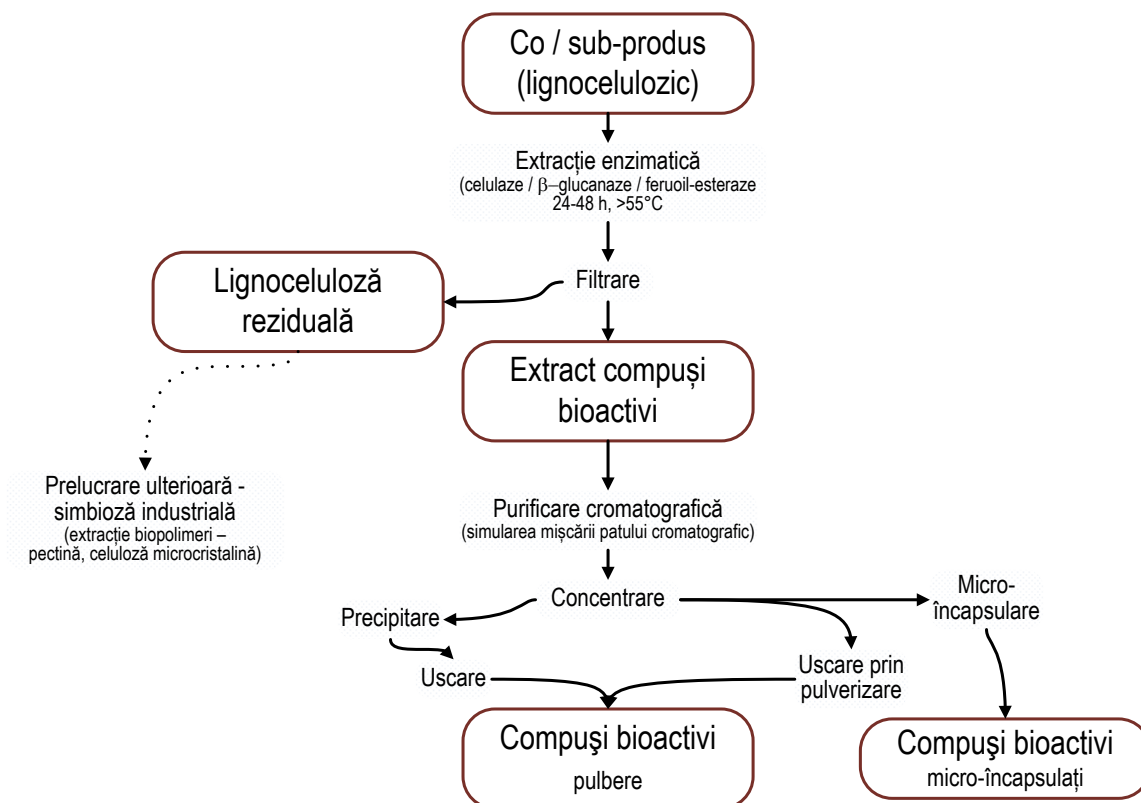 Co / sub-produs
(lignocelulozic)
Extracție enzimatică
(celulaze / β–glucanaze / feruoil-esteraze
24-48 h, >55°C
Filtrare
Lignoceluloză
reziduală
Extract compuși
bioactivi
Prelucrare ulterioară -
simbioză industrială
(extracție biopolimeri –
pectină, celuloză microcristalină)
Purificare cromatografică
(simularea mișcării patului cromatografic)
Concentrare
Precipitare
Micro-
încapsulare
Uscare
Uscare prin
pulverizare
Compuşi bioactivi
pulbere
Compuşi bioactivi
micro-încapsulați